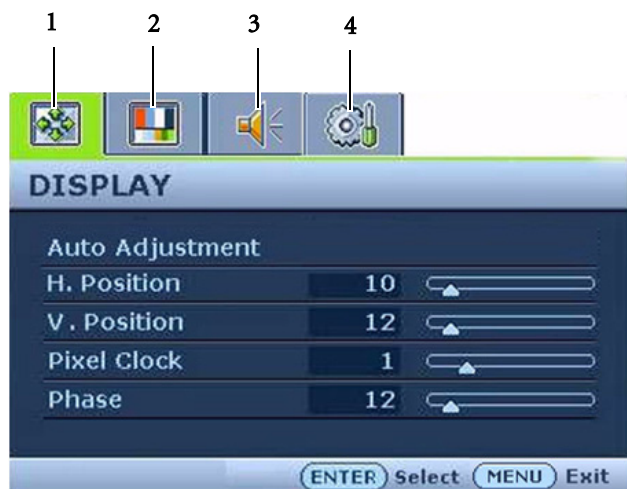 1 2 3 4
DISPLAY
Auto Adjustment
H. Position 10
V. Position 12
Pixel Clock 1
Phase 12
ENTER Select MENU Exit